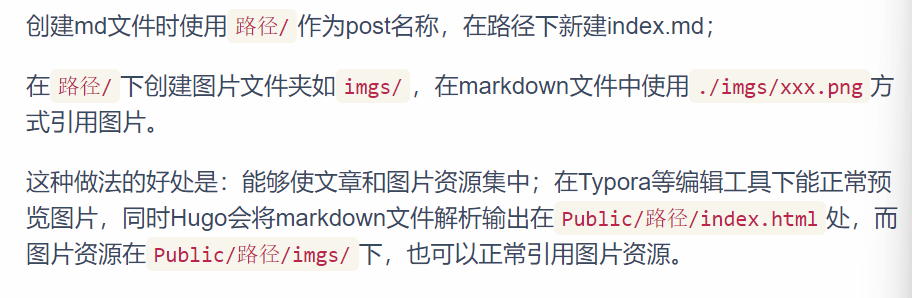 创建md文件时使用 路径/ 作为post名称，在路径下新建index.md；
在 路径/ 下创建图片文件夹如 imgs/ ，在markdown文件中使用 ./imgs/xxx.png 方
式引用图片。
这种做法的好处是：能够使文章和图片资源集中；在Typora等编辑工具下能正常预
览图片，同时Hugo会将markdown文件解析输出在 Public/路径/index.html 处，而
图片资源在 Public/路径/imgs/ 下，也可以正常引用图片资源。